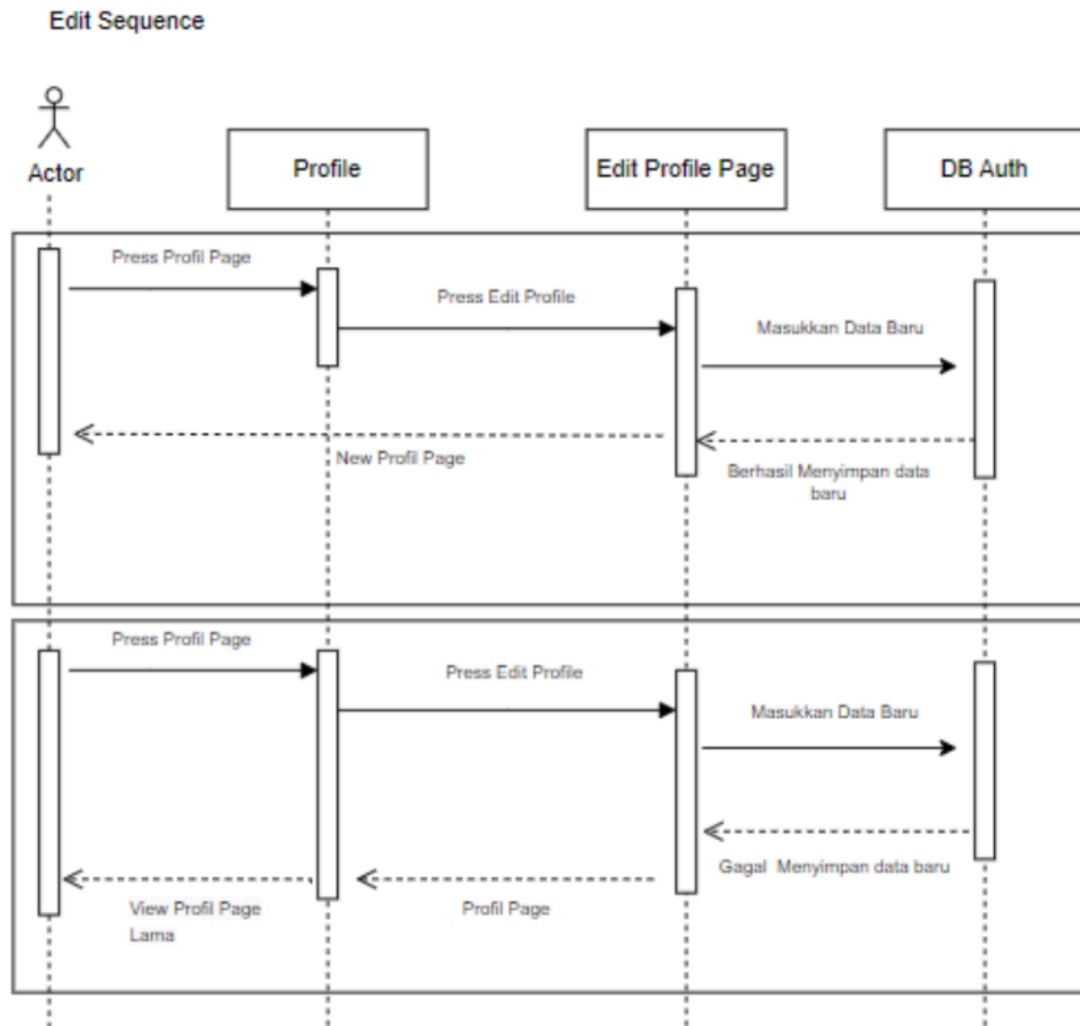 Edit Sequence
Actor
Profile
Edit Profile Page
DB Auth
Press Profil Page
Press Edit Profile
Masukkan Data Baru
New Profil Page
Berhasil Menyimpan data
baru
Press Profil Page
Press Edit Profile
Masukkan Data Baru
Gagal Menyimpan data baru
View Profil Page
Lama
Profil Page